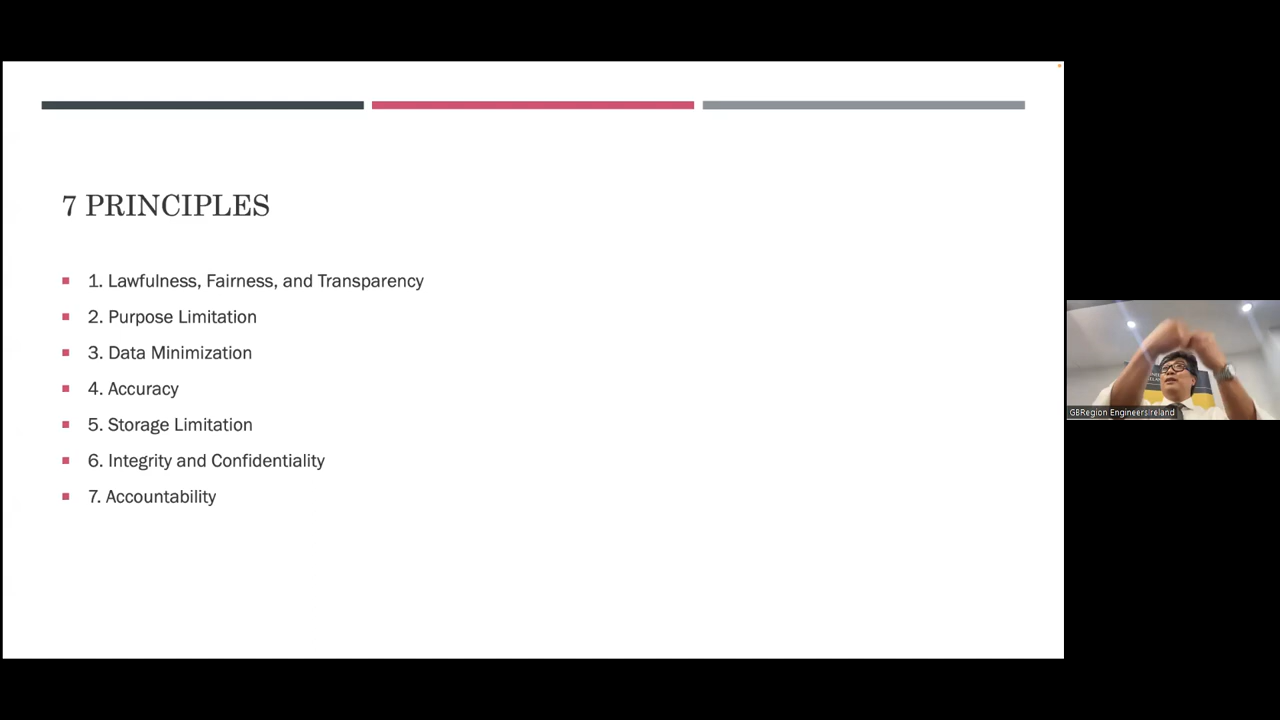 7 PRINCIPLES
1. Lawfulness, Fairness, and Transparency
2. Purpose Limitation
3. Data Minimization
4. Accuracy
5. Storage Limitation
6. Integrity and Confidentiality
7. Accountability
GBRegion EngineersIreland